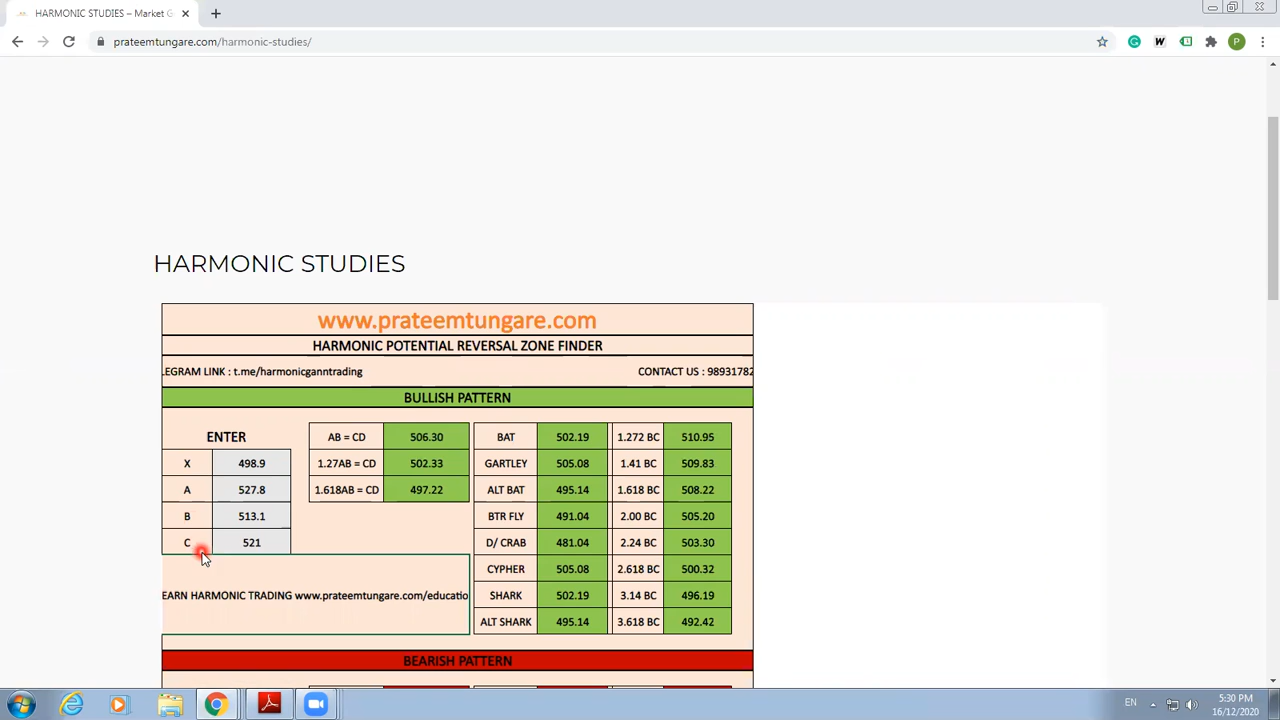 HARMONIC STUDIES – Market G
prateemtungare.com/harmonic-studies/
P
HARMONIC STUDIES
www.prateemtungare.com
HARMONIC POTENTIAL REVERSAL ZONE FINDER
LEGRAM LINK : t.me/harmonicganntrading CONTACT US : 98931782
BULLISH PATTERN
ENTER AB = CD 506.30 BAT 502.19 1.272 BC 510.95
X 498.9 1.27AB = CD 502.33 GARTLEY 505.08 1.41 BC 509.83
A 527.8 1.618AB = CD 497.22 ALT BAT 495.14 1.618 BC 508.22
B 513.1 BTR FLY 491.04 2.00 BC 505.20
C 521 D/ CRAB 481.04 2.24 BC 503.30
CYPHER 505.08 2.618 BC 500.32
EARN HARMONIC TRADING www.prateemtungare.com/educatio SHARK 502.19 3.14 BC 496.19
ALT SHARK 495.14 3.618 BC 492.42
BEARISH PATTERN
EN 5:30 PM
16/12/2020